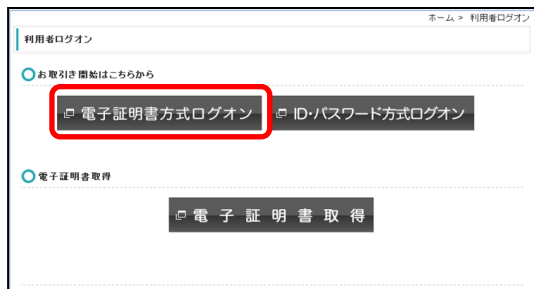 ホーム > 利用者ログオン
利用者ログオン
お取引き開始はこちらから
電子証明書方式ログオン ID・パスワード方式ログオン
電子証明書取得
電子証明書取得